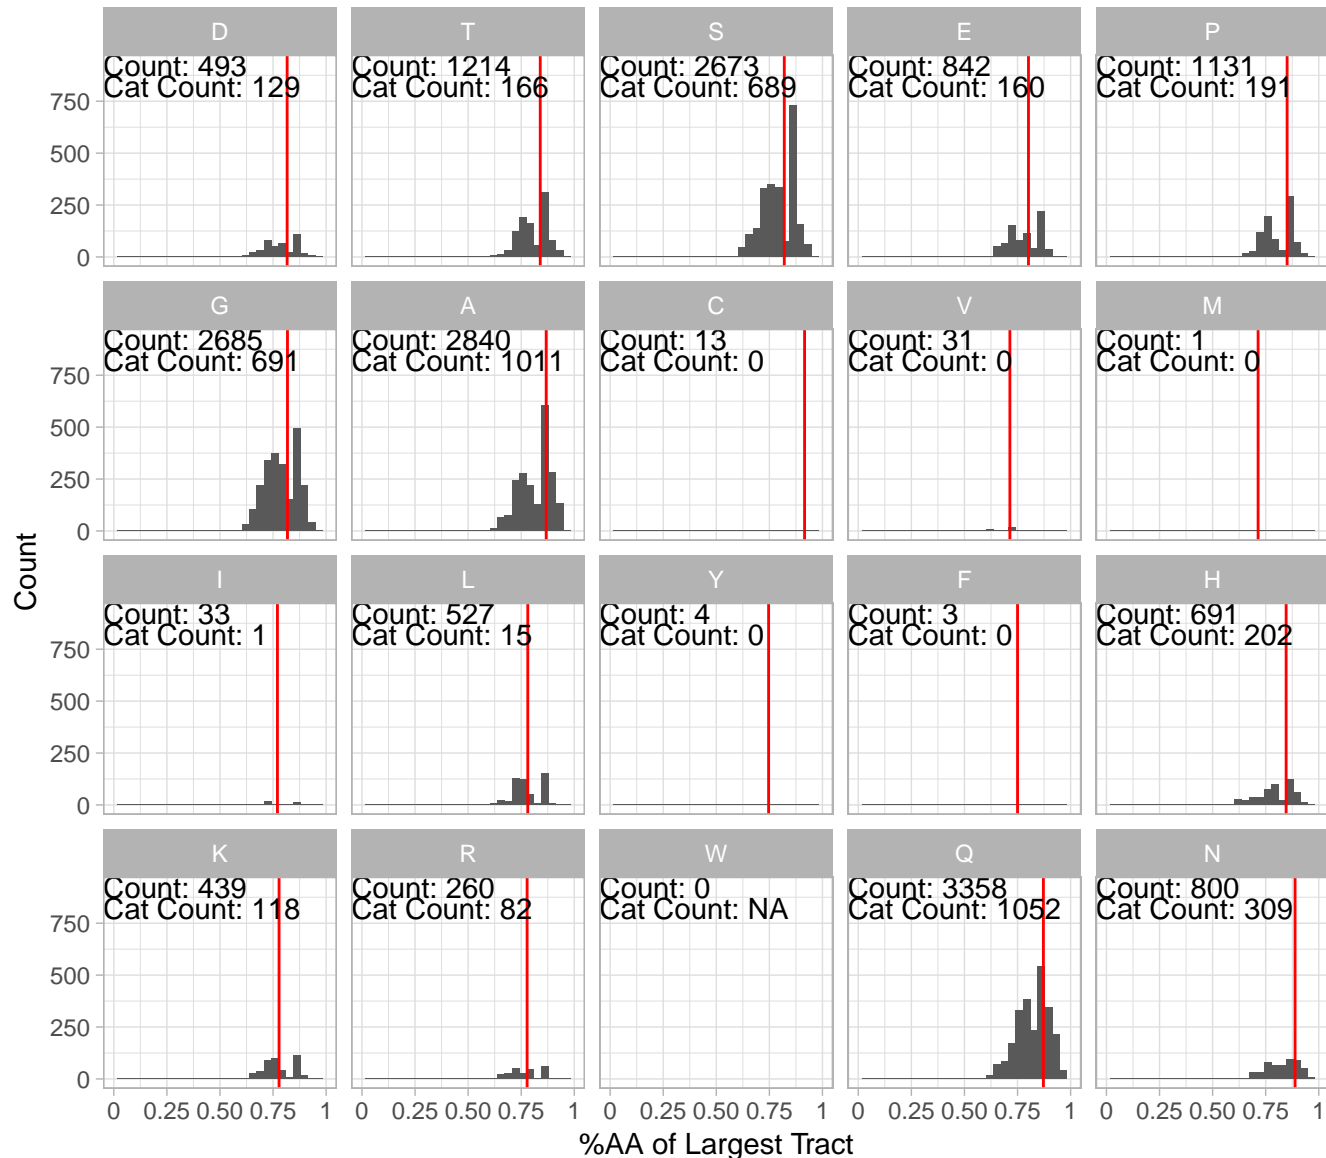 D T S E P
Count: 493 Count: 1214 Count: 2673 Count: 842 Count: 1131
Cat Count: 129 Cat Count: 166 Cat Count: 689 Cat Count: 160 Cat Count: 191
750
500
250
0
G A C V M
Count: 2685 Count: 2840 Count: 13 Count: 31 Count: 1
Cat Count: 691 Cat Count: 1011 Cat Count: 0 Cat Count: 0 Cat Count: 0
750
500
250
0
Count
I L Y F H
Count: 33 Count: 527 Count: 4 Count: 3 Count: 691
Cat Count: 1 Cat Count: 15 Cat Count: 0 Cat Count: 0 Cat Count: 202
750
500
250
0
K R W Q N
Count: 439 Count: 260 Count: 0 Count: 3358 Count: 800
Cat Count: 118 Cat Count: 82 Cat Count: NA Cat Count: 1052 Cat Count: 309
750
500
250
0
0 0.25 0.50 0.75 1 0 0.25 0.50 0.75 1 0 0.25 0.50 0.75 1 0 0.25 0.50 0.75 1 0 0.25 0.50 0.75 1
%AA of Largest Tract